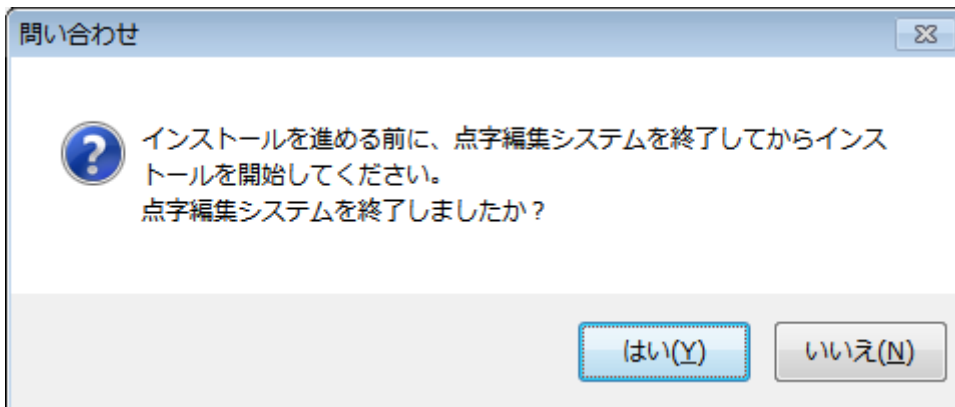 問い合わせ
インストールを進める前に、点字編集システムを終了してからインス
トールを開始してください。
点字編集システムを終了しましたか？
はい(Y)
いいえ(N)